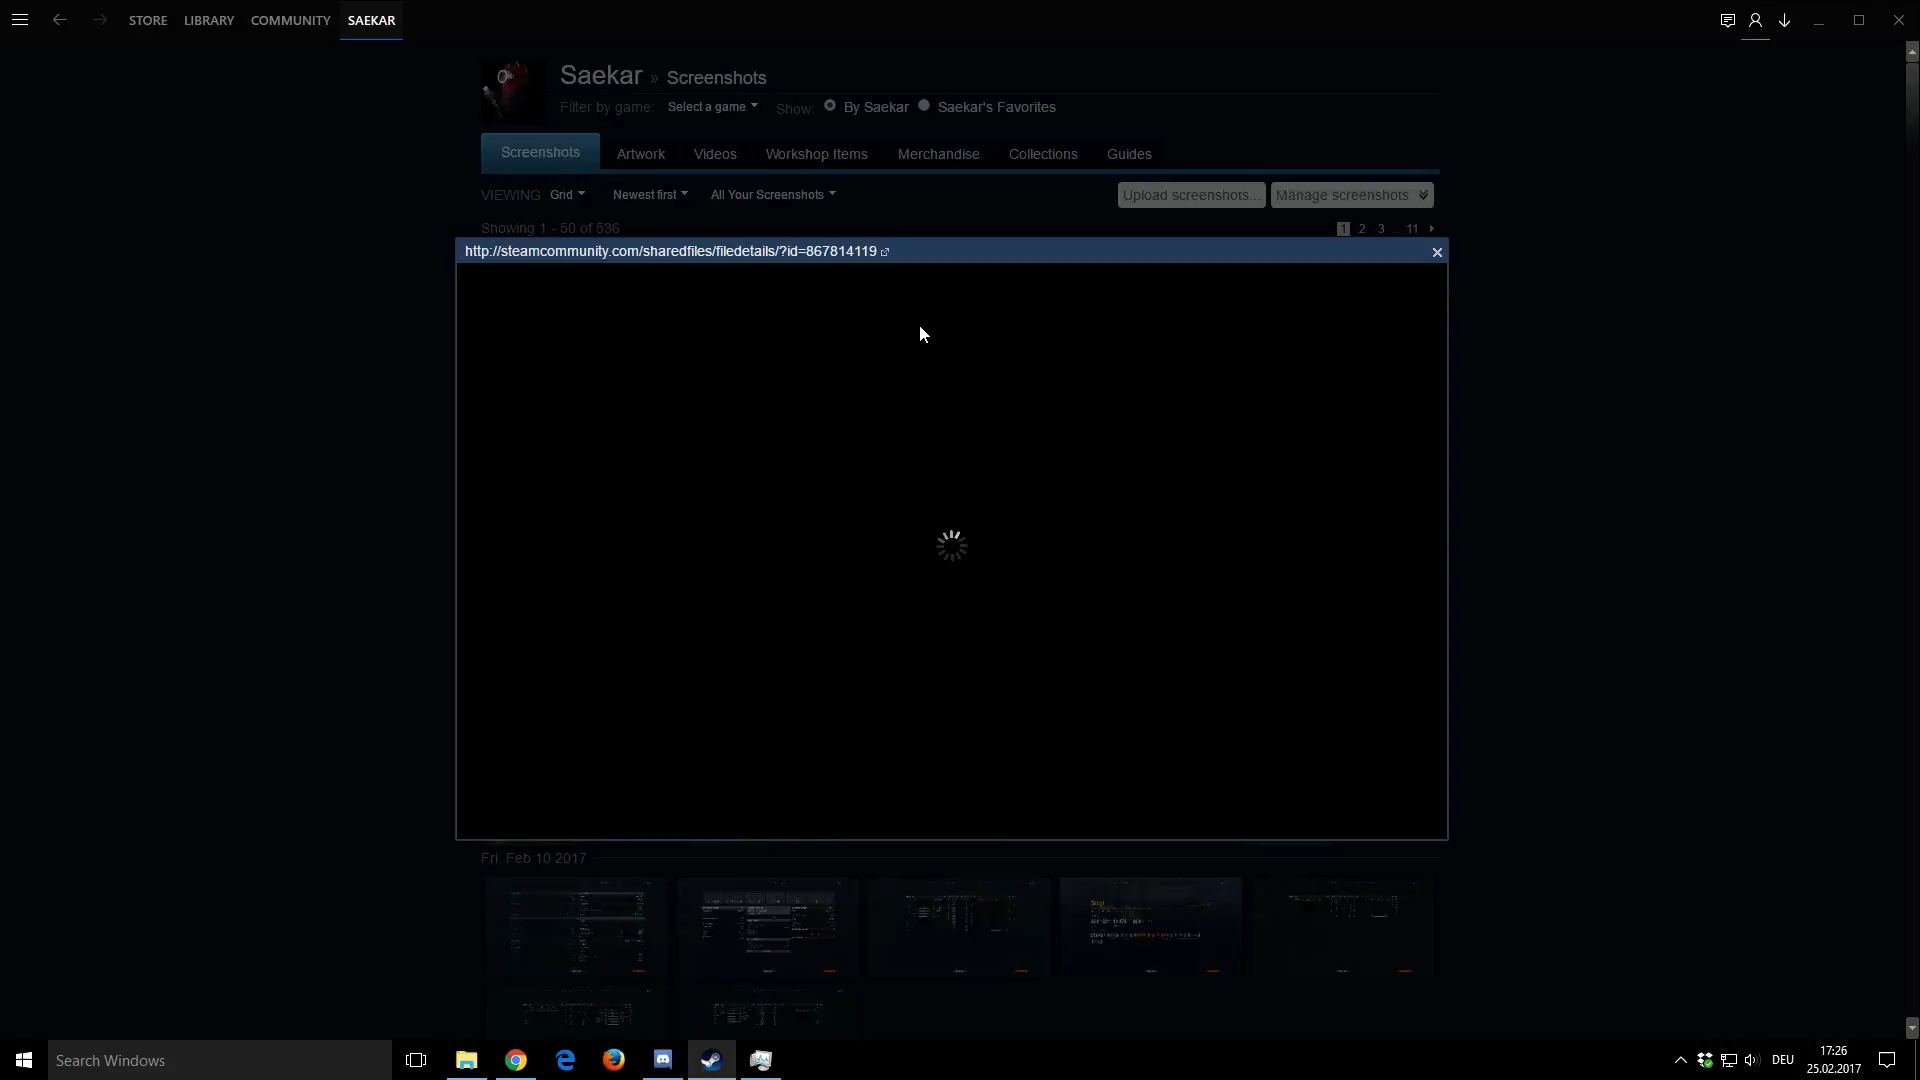 STORE LIBRARY COMMUNITY SAEKAR
Saekar » Screenshots
Filter by game: Select a game Show: By Saekar Saekar's Favorites
Screenshots Artwork Videos Workshop Items Merchandise Collections Guides
VIEWING Grid Newest first All Your Screenshots Upload screenshots... Manage screenshots
Showing 1 - 50 of 536 1 2 3 ... 11
http://steamcommunity.com/sharedfiles/filedetails/?id=867814119
Fri. Feb 10 2017
Search Windows DEU 17:26
25.02.2017